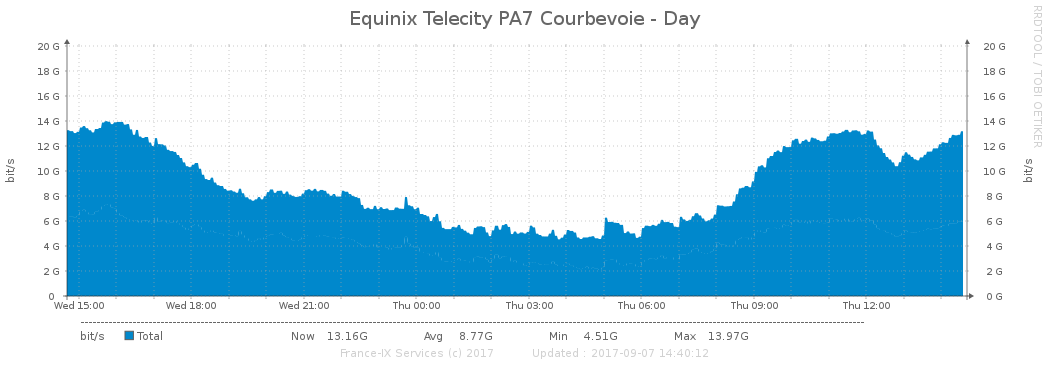 Equinix Telecity PA7 Courbevoie - Day
RRDTOOL / TOBI OETIKER
bit/s
20 G 20 G
18 G 18 G
16 G 16 G
14 G 14 G
12 G 12 G
10 G 10 G
8 G 8 G
6 G 6 G
4 G 4 G
2 G 2 G
0 0 G
bit/s
Wed 15:00 Wed 18:00 Wed 21:00 Thu 00:00 Thu 03:00 Thu 06:00 Thu 09:00 Thu 12:00
bit/s Total Now 13.16G Avg 8.77G Min 4.51G Max 13.97G
France-IX Services (c) 2017 Updated : 2017-09-07 14:40:12